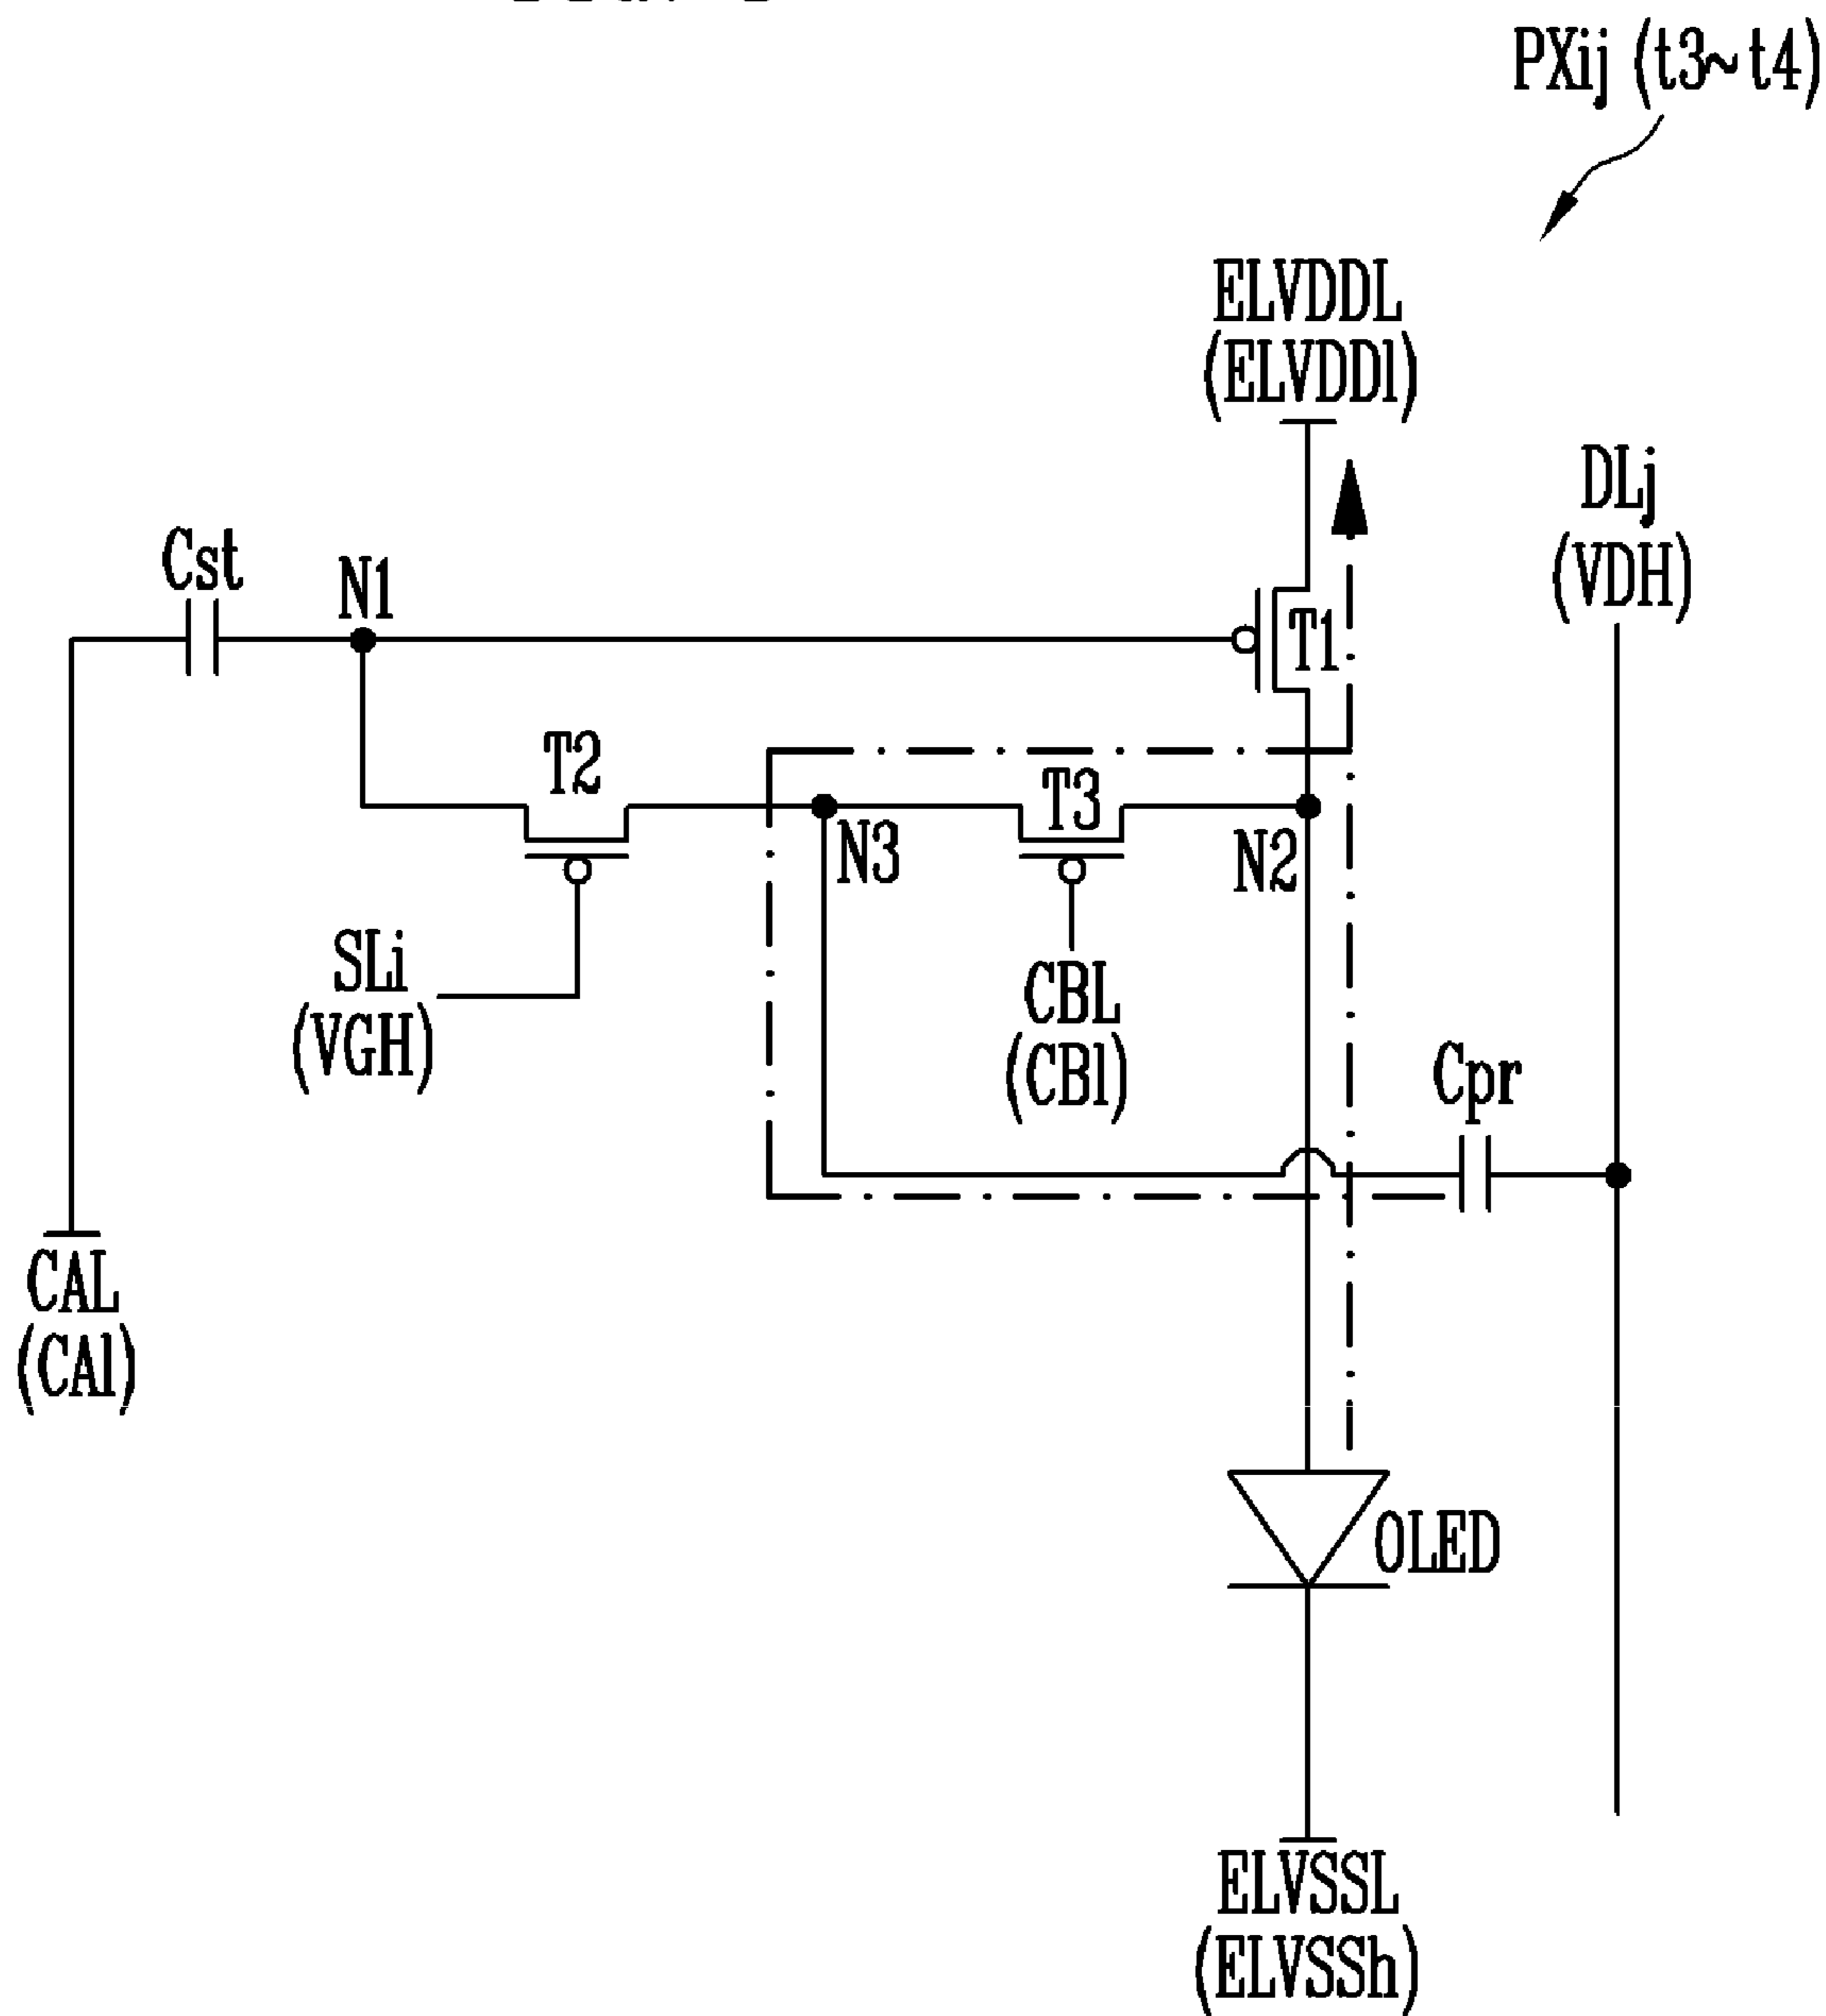 PXij (t3~t4)
ELVDDL
(ELVDDl)
DLj
(VDH)
Cst
N1
T1
T2
T3
N3
N2
SLi
(VGH)
CBL
(CBl)
Cpr
CAL
(CAl)
OLED
ELVSSL
(ELVSSh)